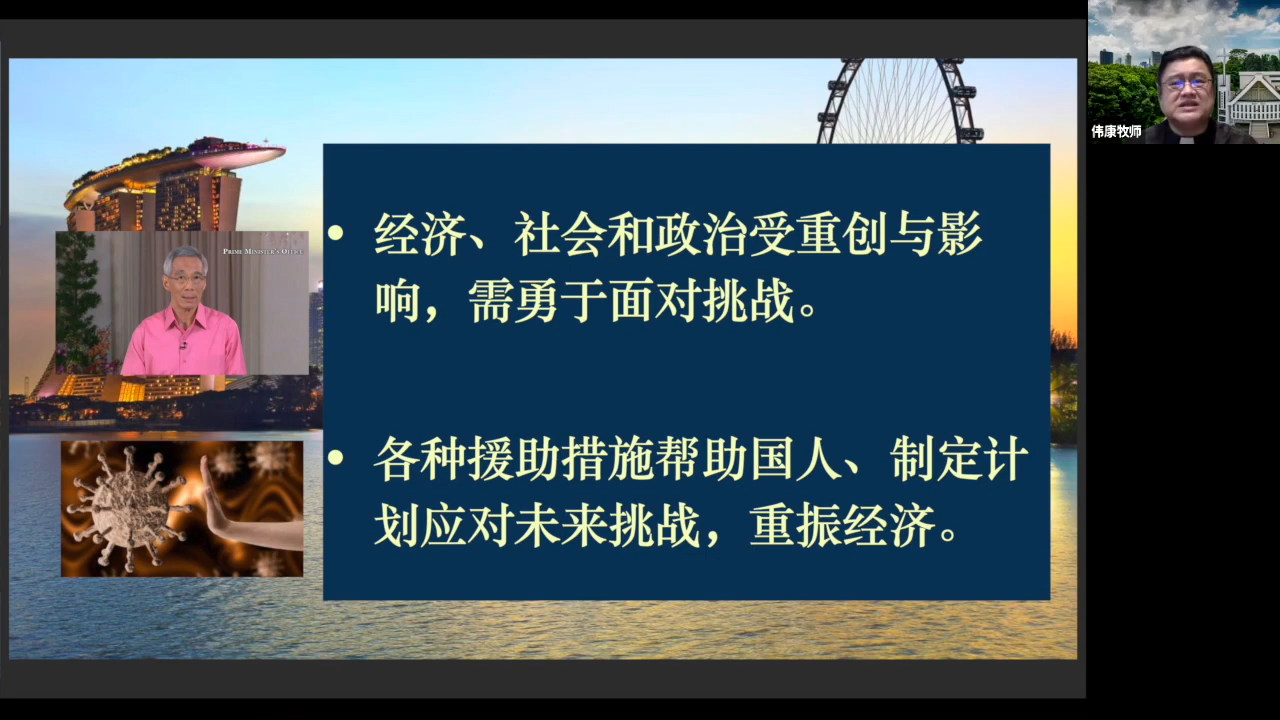 伟康牧师
PRIME MINISTER'S OFFICE
• 经济、社会和政治受重创与影
响，需勇于面对挑战。
• 各种援助措施帮助国人、制定计
划应对未来挑战，重振经济。